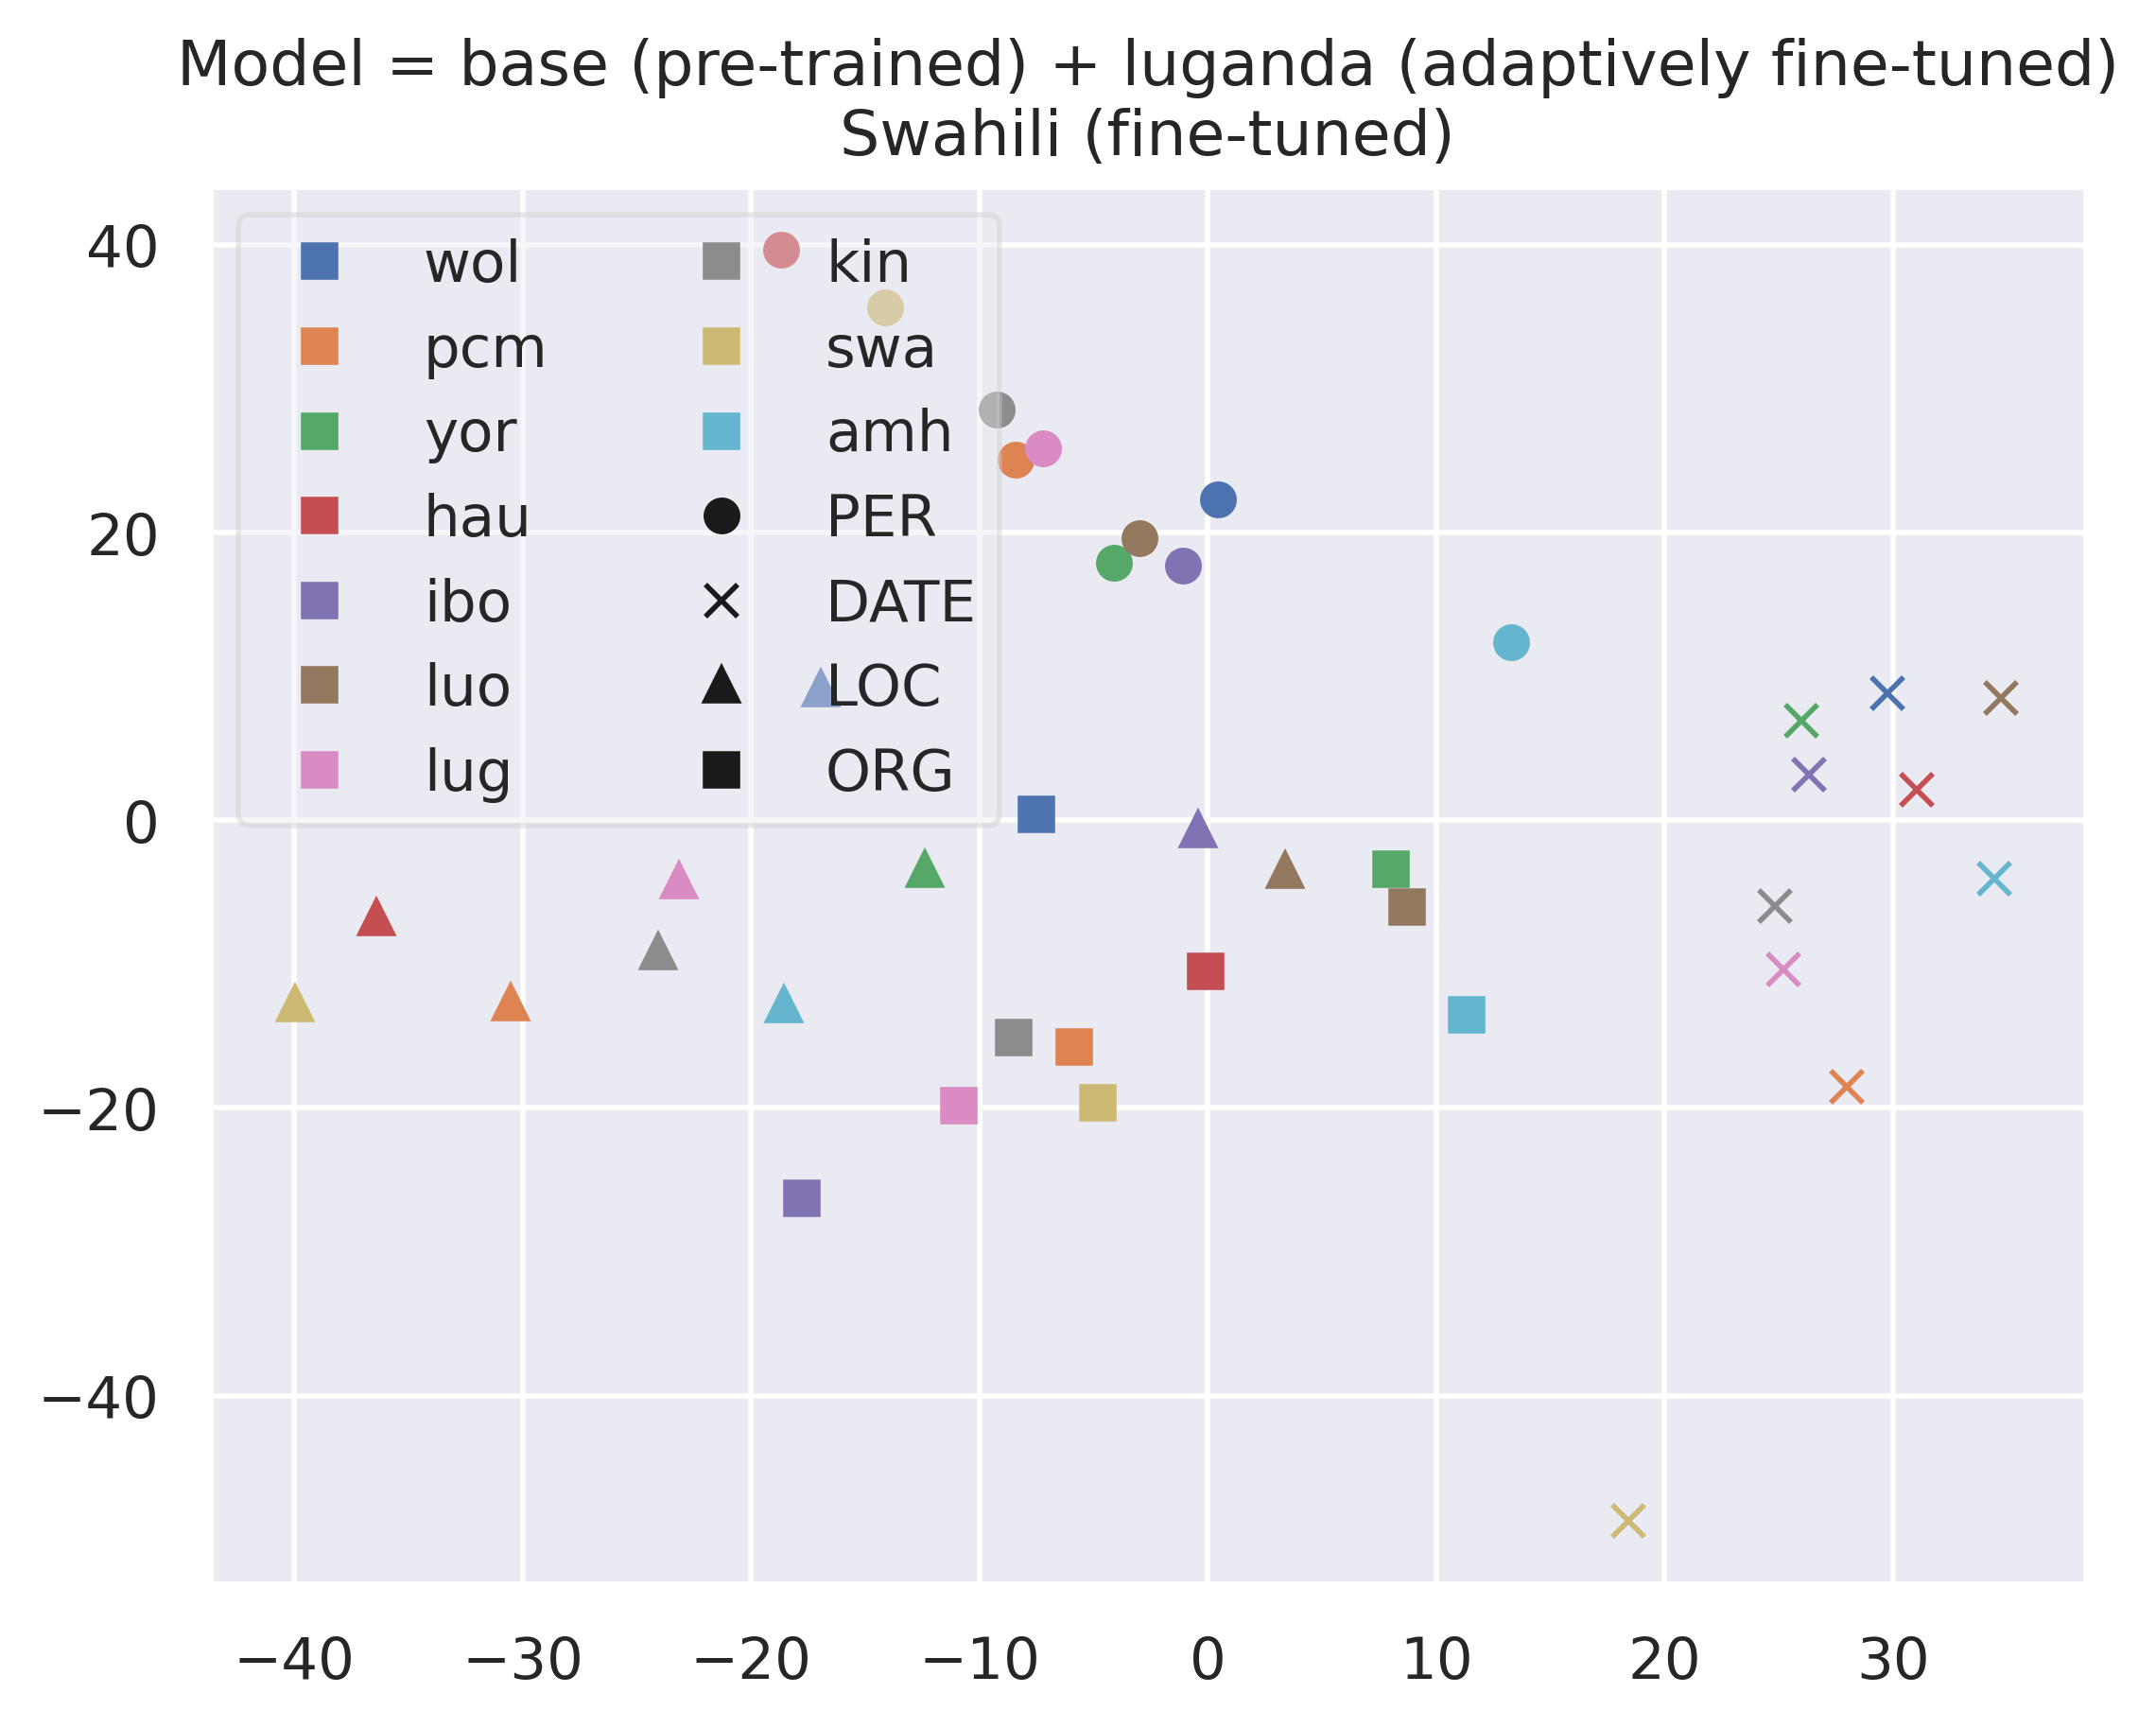 Model = base (pre-trained) + luganda (adaptively fine-tuned)
Swahili (fine-tuned)
wol
pcm
yor
hau
ibo
luo
lug
kin
swa
amh
PER
DATE
LOC
ORG
40
20
0
−20
−40
−40 −30 −20 −10 0 10 20 30